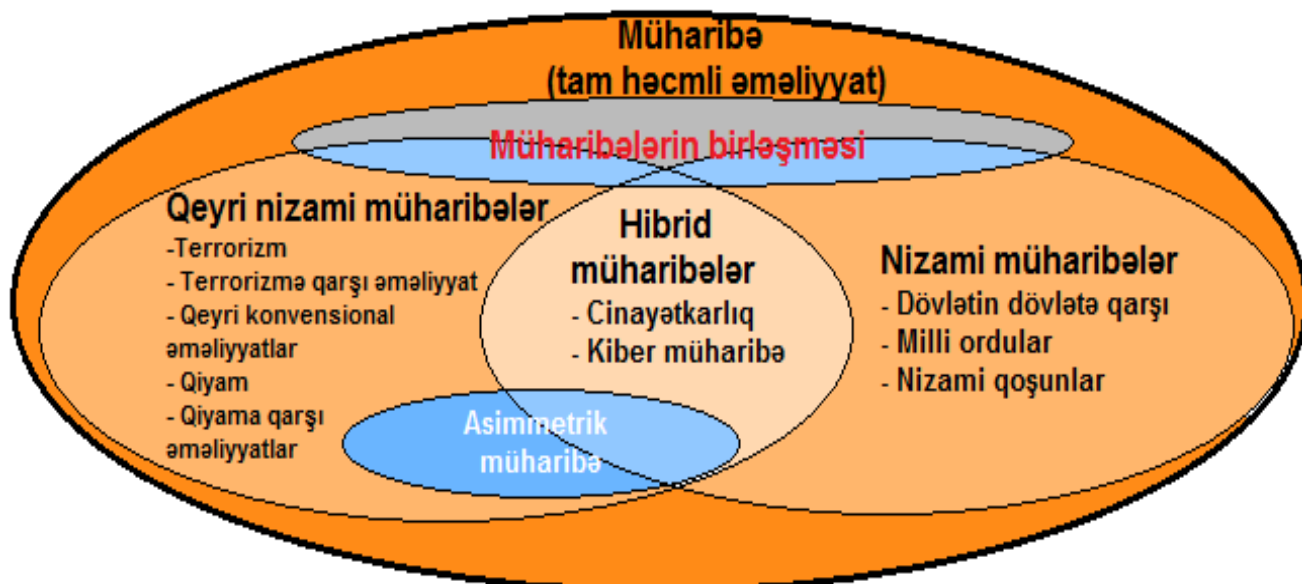 Müharibə
(tam həcmli əməliyyat)
Müharibələrin birləşməsi
Qeyri nizami müharibələr
-Terrorizm
- Terrorizmə qarşı əməliyyat
- Qeyri konvensional
əməliyyatlar
- Qiyam
- Qiyama qarşı
əməliyyatlar
Hibrid
müharibələr
- Cinayətkarlıq
- Kiber müharibə
Asimmetrik
müharibə
Nizami müharibələr
- Dövlətin dövlətə qarşı
- Milli ordular
- Nizami qoşunlar